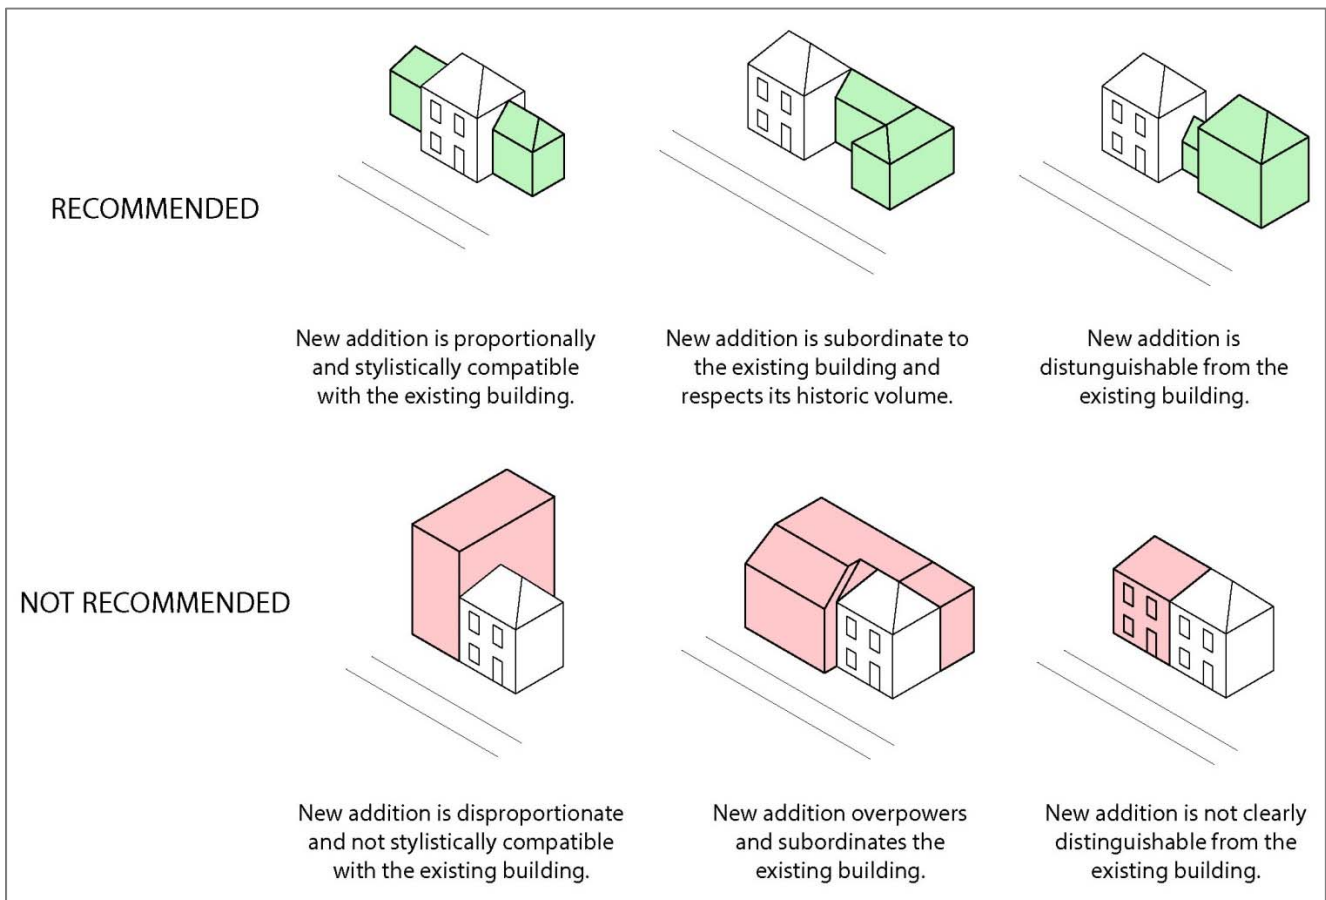 RECOMMENDED
New addition is proportionally
and stylistically compatible
with the existing building.
New addition is subordinate to
the existing building and
respects its historic volume.
New addition is
distunguishable from the
existing building.
NOT RECOMMENDED
New addition is disproportionate
and not stylistically compatible
with the existing building.
New addition overpowers
and subordinates the
existing building.
New addition is not clearly
distinguishable from the
existing building.